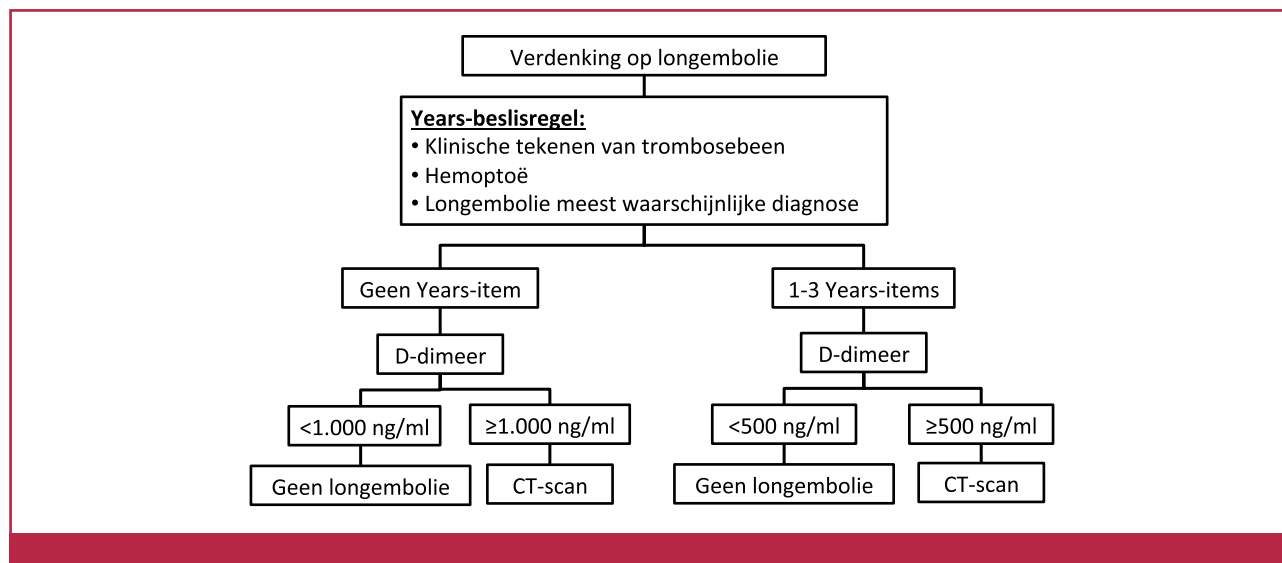 Verdenking op longembolie
Years-beslisregel:
• Klinische tekenen van trombosebeen
• Hemoptoë
• Longembolie meest waarschijnlijke diagnose
Geen Years-item
1-3 Years-items
D-dimeer
D-dimeer
<1.000 ng/ml
≥1.000 ng/ml
<500 ng/ml
≥500 ng/ml
Geen longembolie
CT-scan
Geen longembolie
CT-scan